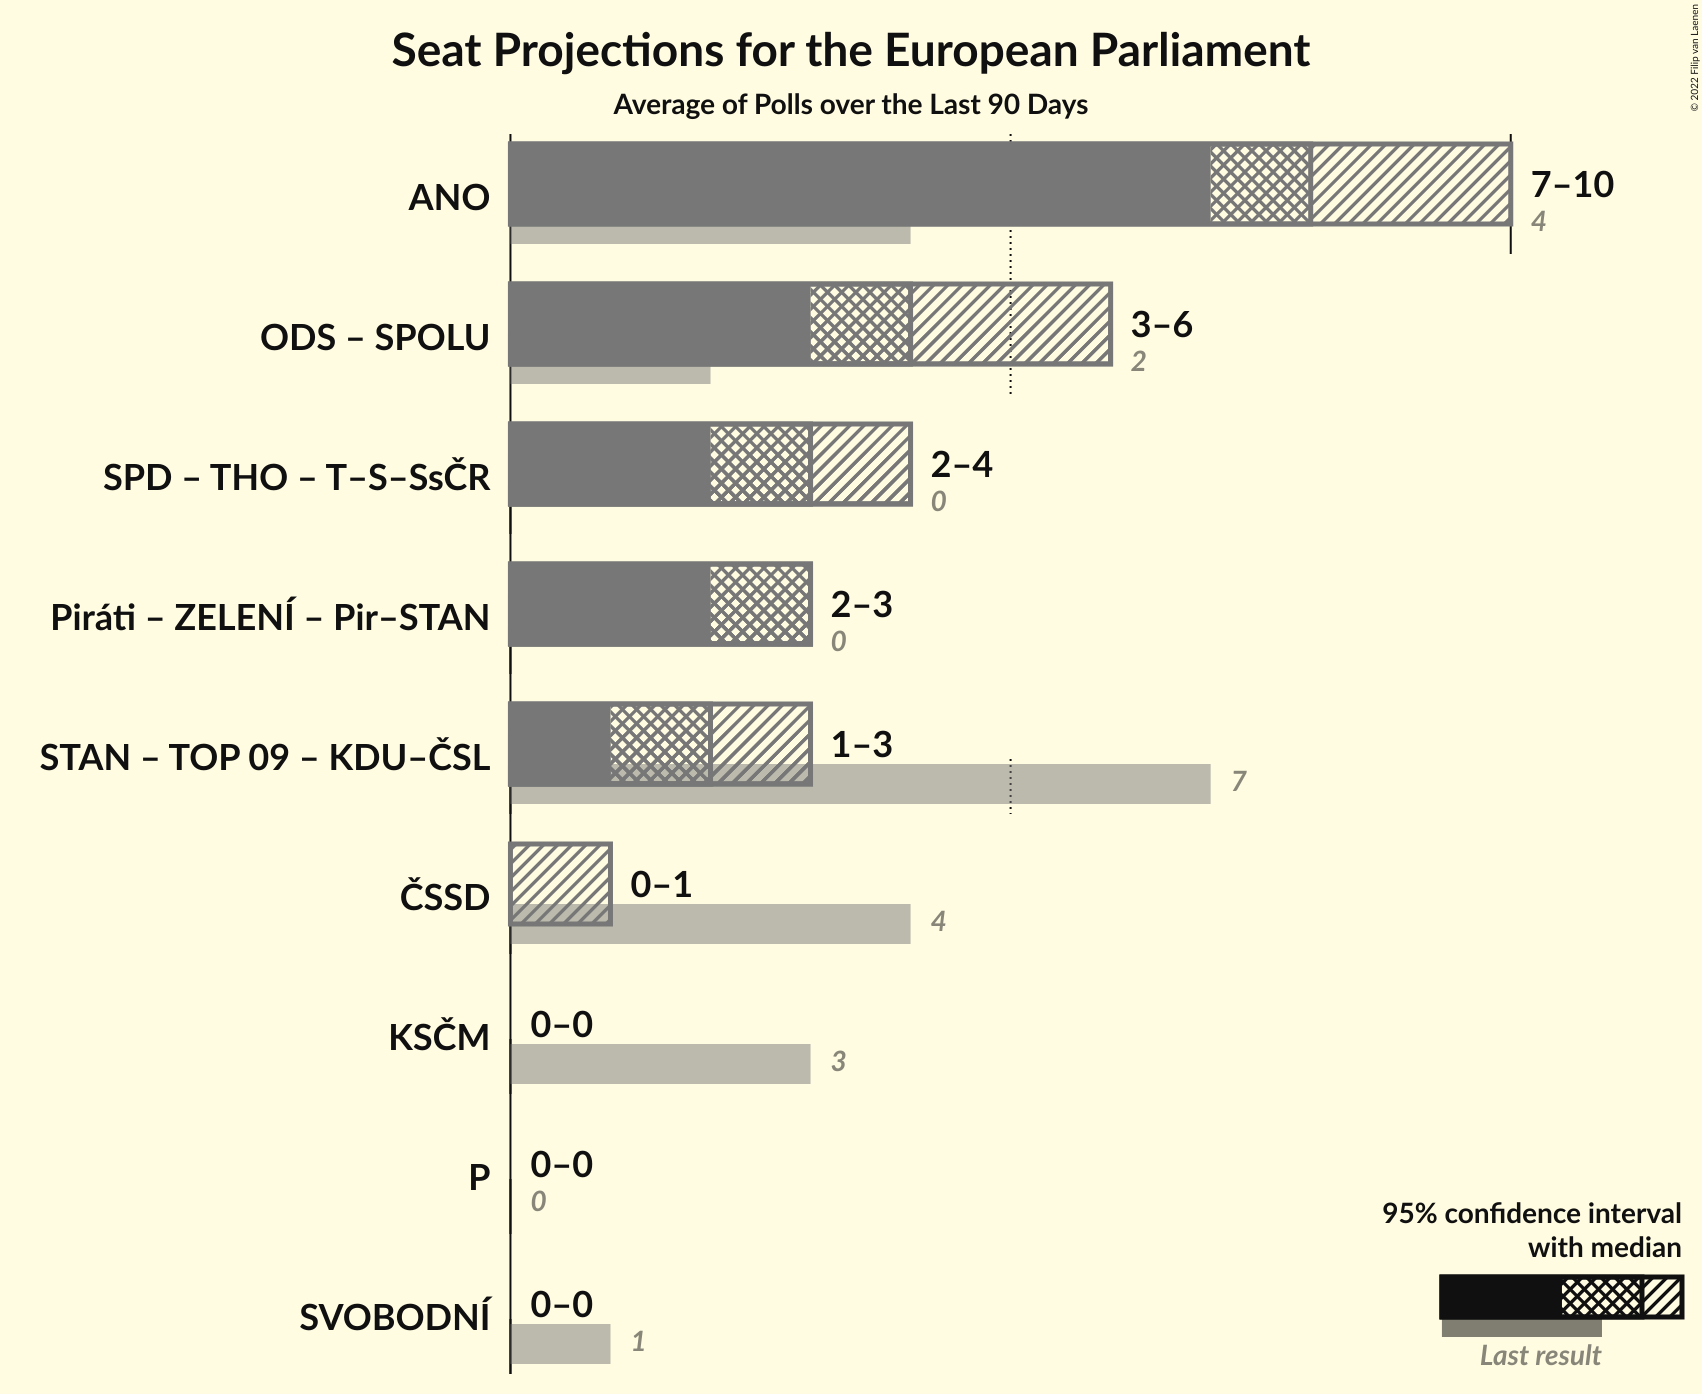 Seat Projections for the European Parliament
Average of Polls over the Last 90 Days
© 2022 Filip van Laenen
ANO
7–10
4
ODS – SPOLU
3–6
2
SPD – THO – T–S–SsČR
2–4
0
Piráti – ZELENÍ – Pir–STAN
2–3
0
STAN – TOP 09 – KDU–ČSL
1–3
7
ČSSD
0–1
4
KSČM
0–0
3
P
0–0
0
SVOBODNÍ
0–0
1
95% confidence interval
with median
Last result